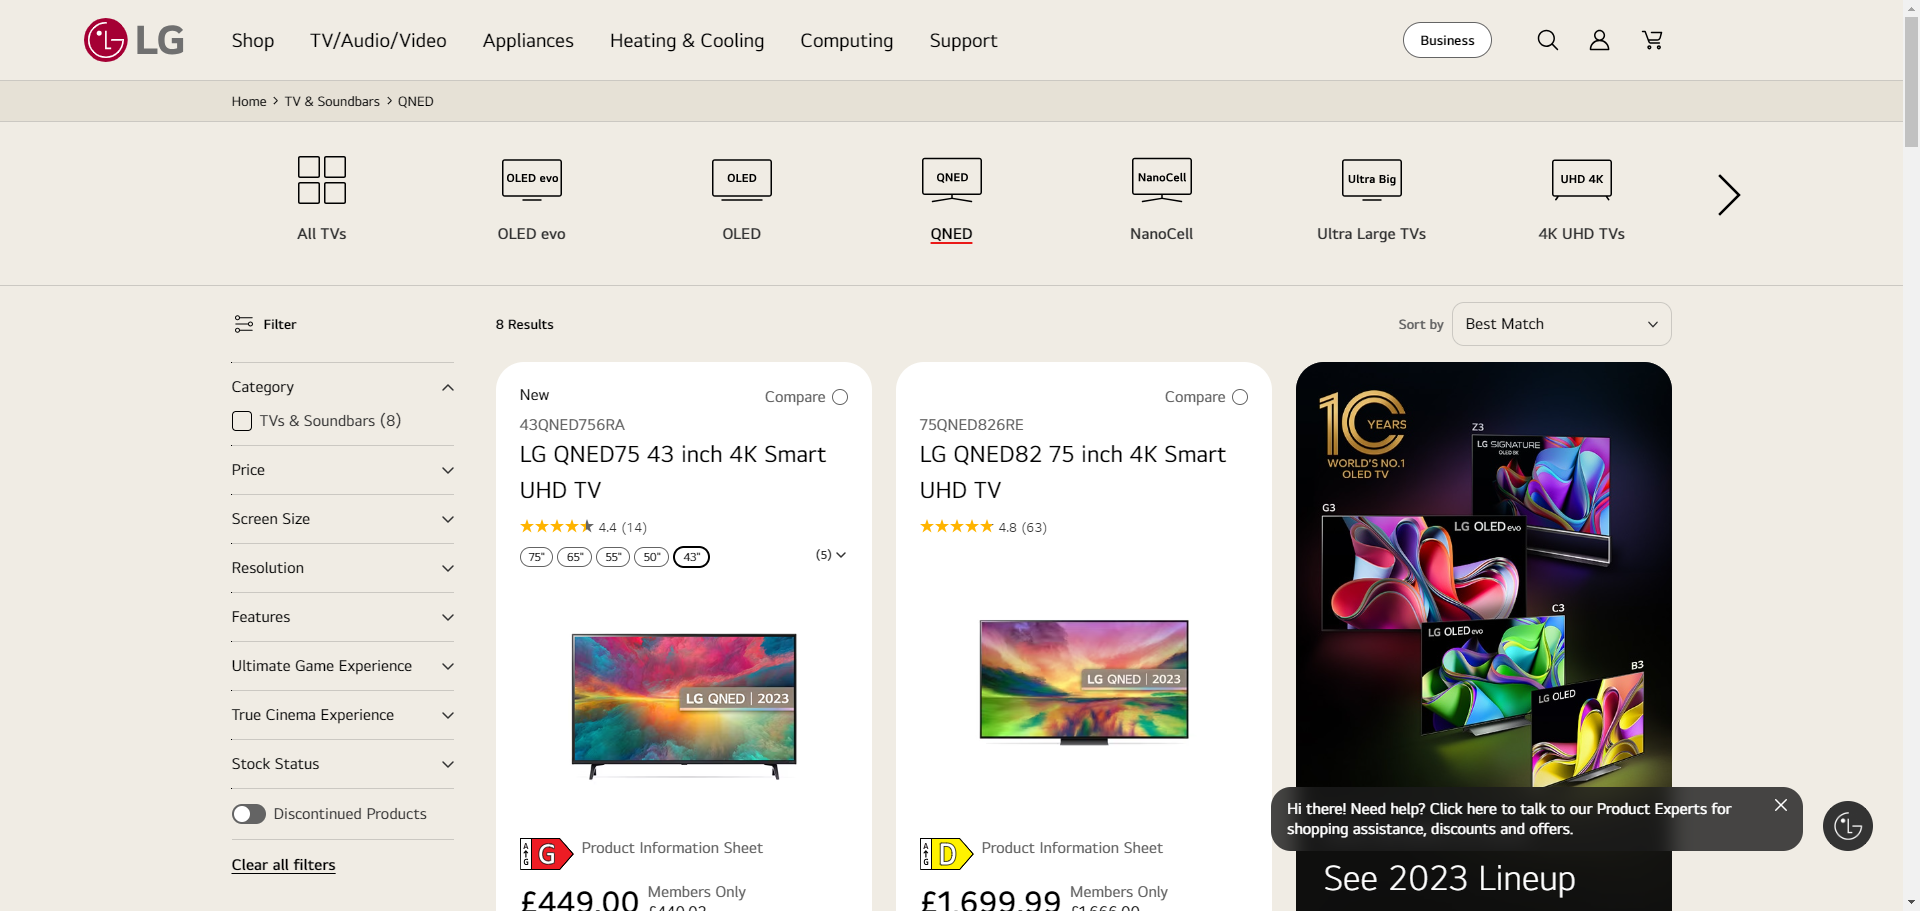 LG
Shop
TV/Audio/Video
Appliances
Heating & Cooling
Computing
Support
Business
Home > TV & Soundbars > QNED
All TVs
OLED evo
OLED evo
OLED
OLED
QNED
QNED
NanoCell
NanoCell
Ultra Big
Ultra Large TVs
UHD 4K
4K UHD TVs
Filter
8 Results
Sort by
Best Match
Category
TVs & Soundbars (8)
Price
Screen Size
Resolution
Features
Ultimate Game Experience
True Cinema Experience
Stock Status
Discontinued Products
Clear all filters
New
Compare
43QNED756RA
LG QNED75 43 inch 4K Smart
UHD TV
4.4 (14)
75"
65"
55"
50"
43"
(5)
LG QNED | 2023
A
G
G
Product Information Sheet
£449.00
Members Only
£440.02
Compare
75QNED826RE
LG QNED82 75 inch 4K Smart
UHD TV
4.8 (63)
LG QNED | 2023
A
G
D
Product Information Sheet
£1,699.99
Members Only
£1,666.00
10
YEARS
WORLD'S NO.1
OLED TV
Z3
LG SIGNATURE
OLED 8K
G3
LG OLED evo
C3
LG OLED evo
B3
LG OLED
Hi there! Need help? Click here to talk to our Product Experts for
shopping assistance, discounts and offers.
See 2023 Lineup